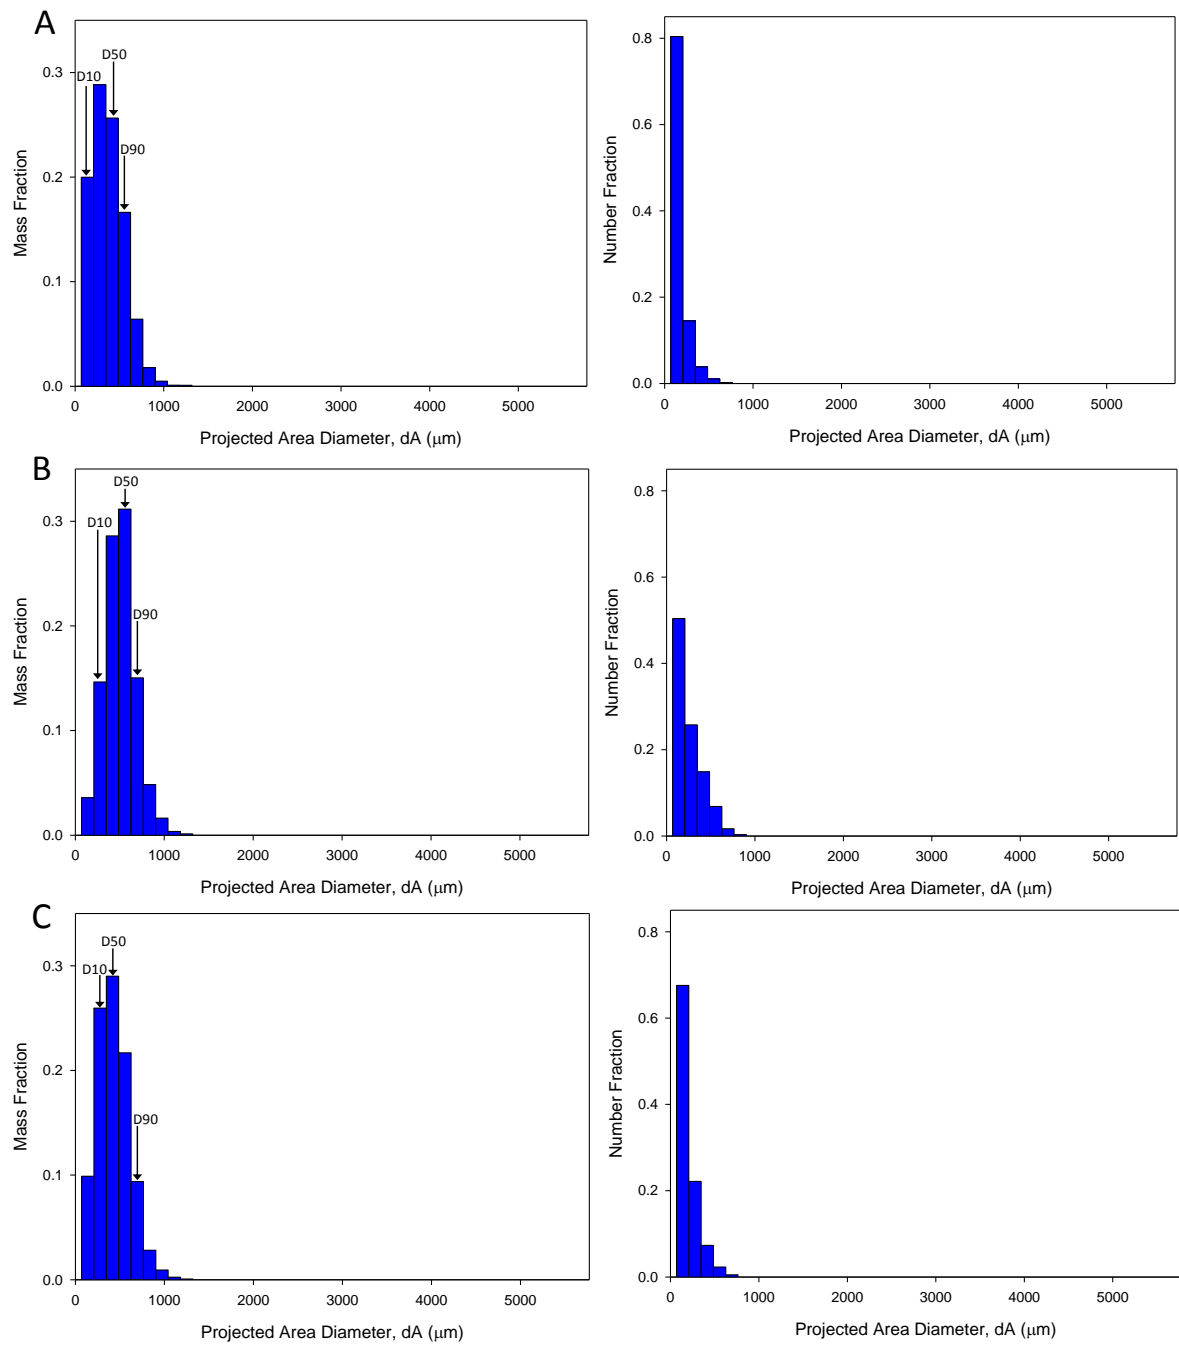 A
D50
D10
D90
0.3
0.2
0.1
0.0
Mass Fraction
0 1000 2000 3000 4000 5000
Projected Area Diameter, dA (μm)
0.8
0.6
0.4
0.2
0.0
Number Fraction
0 1000 2000 3000 4000 5000
Projected Area Diameter, dA (μm)
B
D50
D10
D90
0.3
0.2
0.1
0.0
Mass Fraction
0 1000 2000 3000 4000 5000
Projected Area Diameter, dA (μm)
0.8
0.6
0.4
0.2
0.0
Number Fraction
0 1000 2000 3000 4000 5000
Projected Area Diameter, dA (μm)
C
D50
D10
D90
0.3
0.2
0.1
0.0
Mass Fraction
0 1000 2000 3000 4000 5000
Projected Area Diameter, dA (μm)
0.8
0.6
0.4
0.2
0.0
Number Fraction
0 1000 2000 3000 4000 5000
Projected Area Diameter, dA (μm)